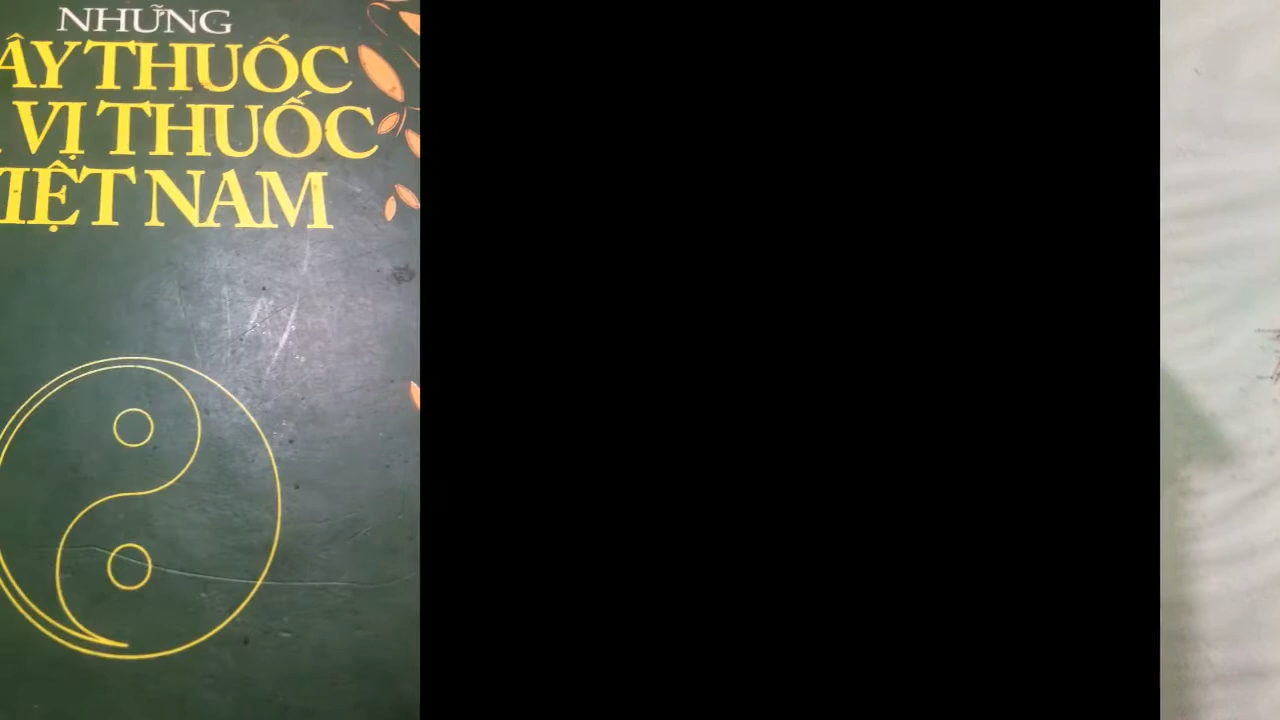 NHỮNG
ÂY THUỐC
VỊ THUỐC
IỆT NAM